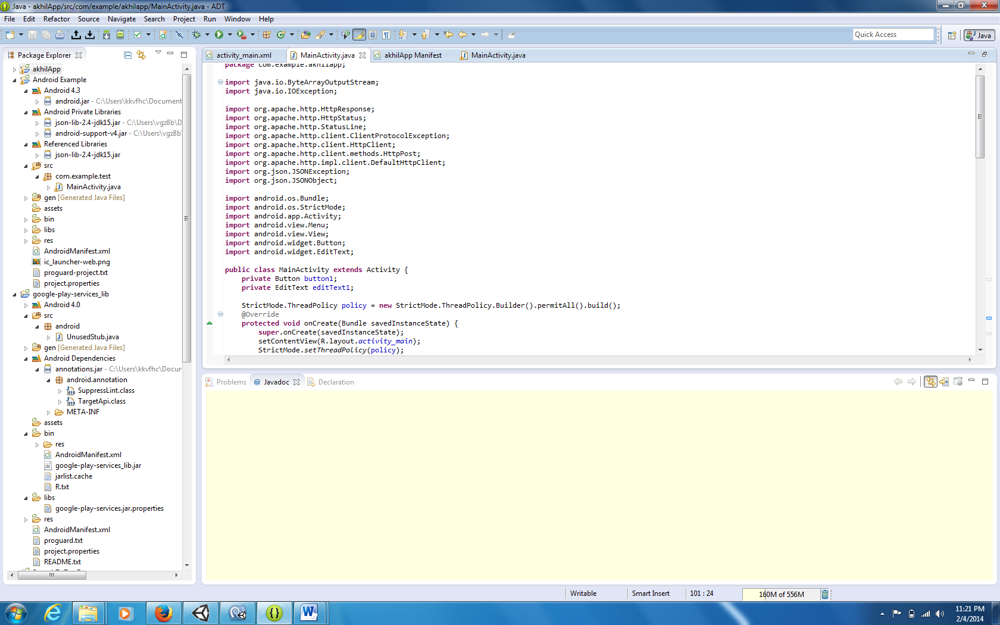 Java - akhilApp/src/com/example/akhilapp/MainActivity.java - ADT
File Edit Refactor Source Navigate Search Project Run Window Help
Quick Access
Java
Package Explorer
akhilApp
Android Example
Android 4.3
android.jar - C:\Users\kkvfhc\Document
Android Private Libraries
json-lib-2.4-jdk15.jar - C:\Users\vgz8b\D
android-support-v4.jar - C:\Users\vgz8b\
Referenced Libraries
json-lib-2.4-jdk15.jar
src
com.example.test
MainActivity.java
gen [Generated Java Files]
assets
bin
libs
res
AndroidManifest.xml
ic_launcher-web.png
proguard-project.txt
project.properties
google-play-services_lib
Android 4.0
src
android
UnusedStub.java
gen [Generated Java Files]
Android Dependencies
annotations.jar - C:\Users\kkvfhc\Docur
android.annotation
SuppressLint.class
TargetApi.class
META-INF
assets
bin
res
AndroidManifest.xml
google-play-services_lib.jar
jarlist.cache
R.txt
libs
google-play-services.jar.properties
res
AndroidManifest.xml
proguard.txt
project.properties
README.txt
activity_main.xml MainActivity.java akhilApp Manifest MainActivity.java
package com.example.akhilapp;
import java.io.ByteArrayOutputStream;
import java.io.IOException;
import org.apache.http.HttpResponse;
import org.apache.http.HttpStatus;
import org.apache.http.StatusLine;
import org.apache.http.client.ClientProtocolException;
import org.apache.http.client.HttpClient;
import org.apache.http.client.methods.HttpPost;
import org.apache.http.impl.client.DefaultHttpClient;
import org.json.JSONException;
import org.json.JSONObject;
import android.os.Bundle;
import android.os.StrictMode;
import android.app.Activity;
import android.view.Menu;
import android.view.View;
import android.widget.Button;
import android.widget.EditText;
public class MainActivity extends Activity {
private Button button1;
private EditText editText1;
StrictMode.ThreadPolicy policy = new StrictMode.ThreadPolicy.Builder().permitAll().build();
@Override
protected void onCreate(Bundle savedInstanceState) {
super.onCreate(savedInstanceState);
setContentView(R.layout.activity_main);
StrictMode.setThreadPolicy(policy);
Problems @ Javadoc Declaration
Writable Smart Insert 101 : 24 160M of 556M
11:21 PM
2/4/2014